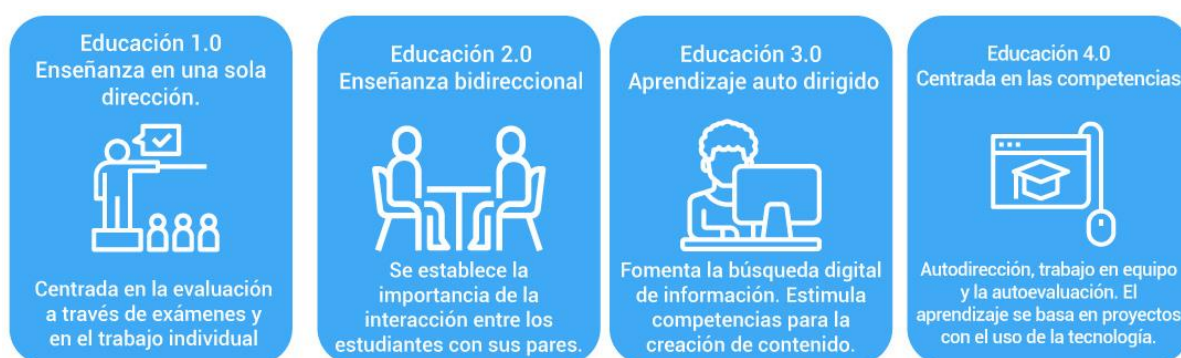 Educación 1.0
Enseñanza en una sola
dirección.
Centrada en la evaluación
a través de exámenes y
en el trabajo individual
Educación 2.0
Enseñanza bidireccional
Se establece la
importancia de la
interacción entre los
estudiantes con sus pares.
Educación 3.0
Aprendizaje auto dirigido
Fomenta la búsqueda digital
de información. Estimula
competencias para la
creación de contenido.
Educación 4.0
Centrada en las competencias
Autodirección, trabajo en equipo
y la autoevaluación. El
aprendizaje se basa en proyectos
con el uso de la tecnología.